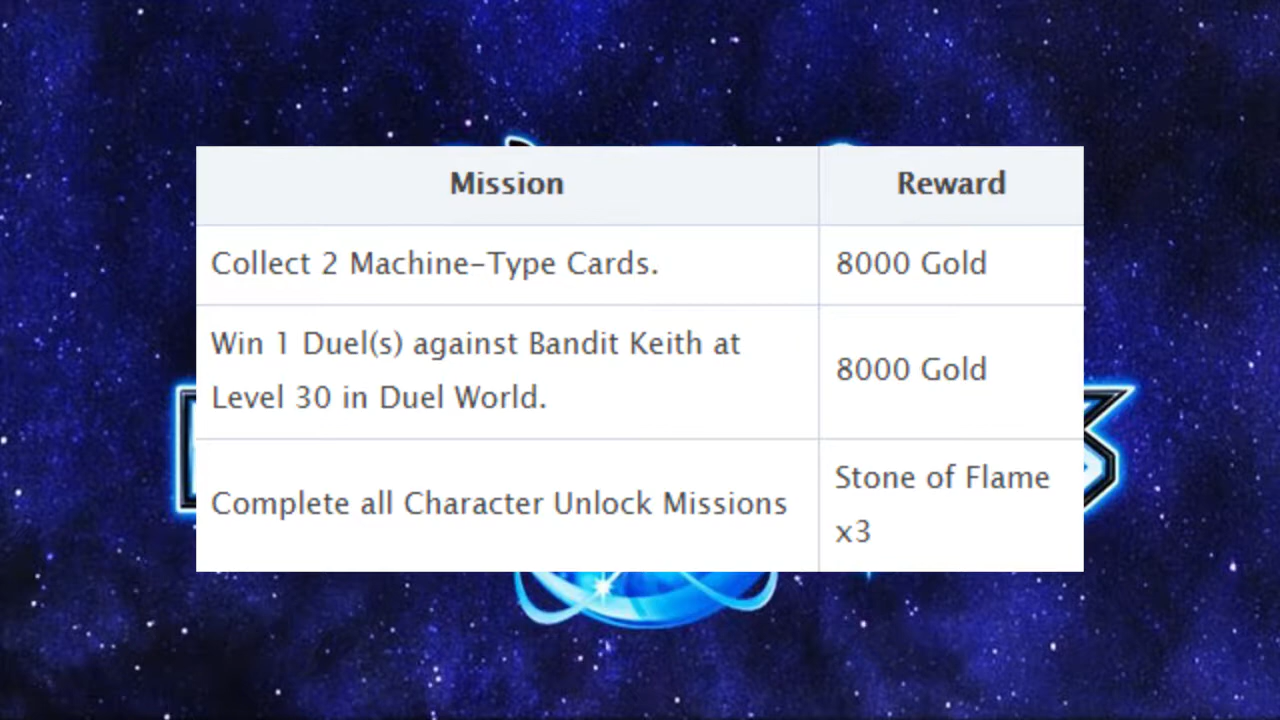 Mission Reward
Collect 2 Machine-Type Cards. 8000 Gold
Win 1 Duel(s) against Bandit Keith at
Level 30 in Duel World. 8000 Gold
Complete all Character Unlock Missions Stone of Flame
x3